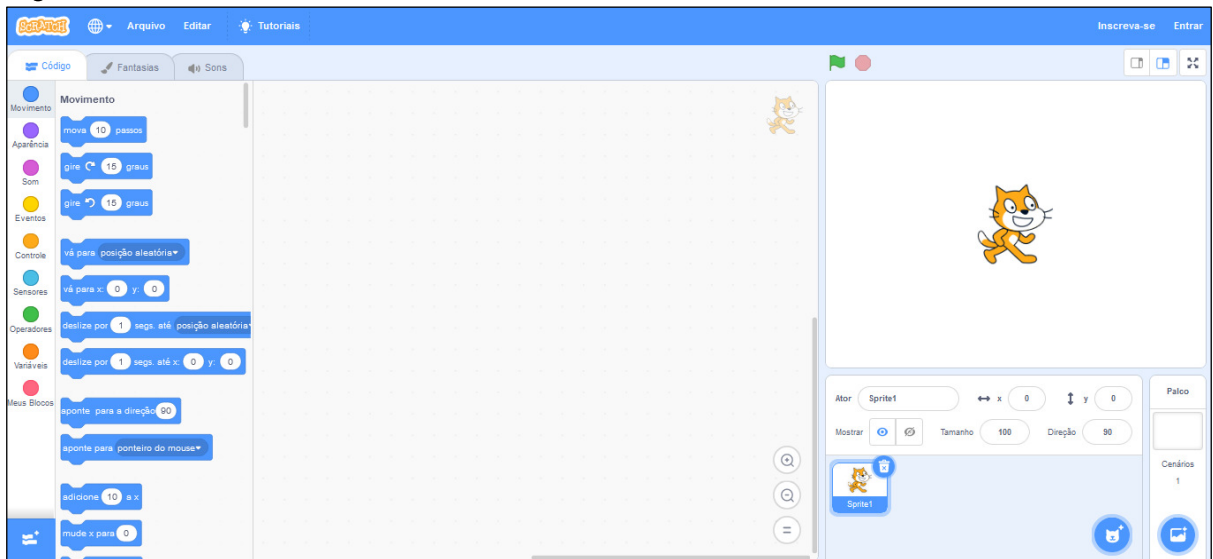 SCRATCH Arquivo Editar Tutoriais Inscreva-se Entrar
Código Fantasias Sons
Movimento
Aparência
Som
Eventos
Controle
Sensores
Operadores
Variáveis
Meus Blocos
Movimento
mova 10 passos
gire 15 graus
gire 15 graus
vá para posição aleatória
vá para x: 0 y: 0
deslize por 1 segs. até posição aleatória
deslize por 1 segs. até x: 0 y: 0
aponte para a direção 90
aponte para ponteiro do mouse
adicione 10 a x
mude x para 0
Ator Sprite1 x 0 y 0
Mostrar Tamanho 100 Direção 90
Sprite1
Palco
Cenários
1